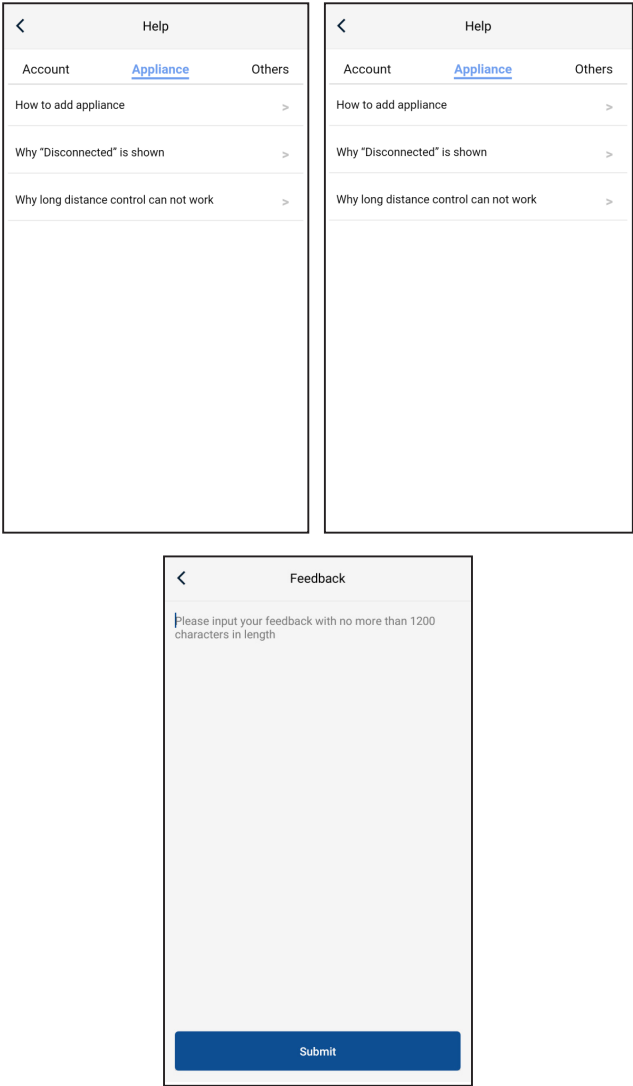 Help
Account Appliance Others
How to add appliance >
Why “Disconnected” is shown >
Why long distance control can not work >
Help
Account Appliance Others
How to add appliance >
Why “Disconnected” is shown >
Why long distance control can not work >
Feedback
Please input your feedback with no more than 1200
characters in length
Submit